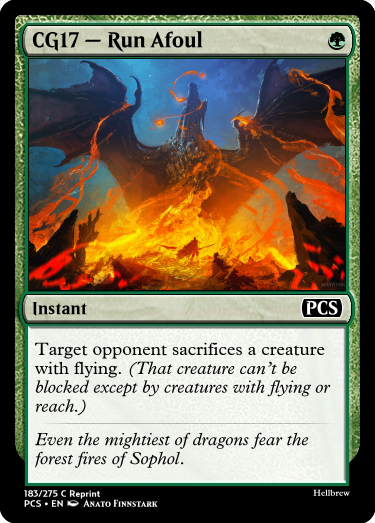 CG17 — Run Afoul
Instant
PCS
Target opponent sacrifices a creature
with flying. (That creature can't be
blocked except by creatures with flying or
reach.)
Even the mightiest of dragons fear the
forest fires of Sophol.
183/275 C Reprint
Hellbrew
PCS • EN Anato Finnstark